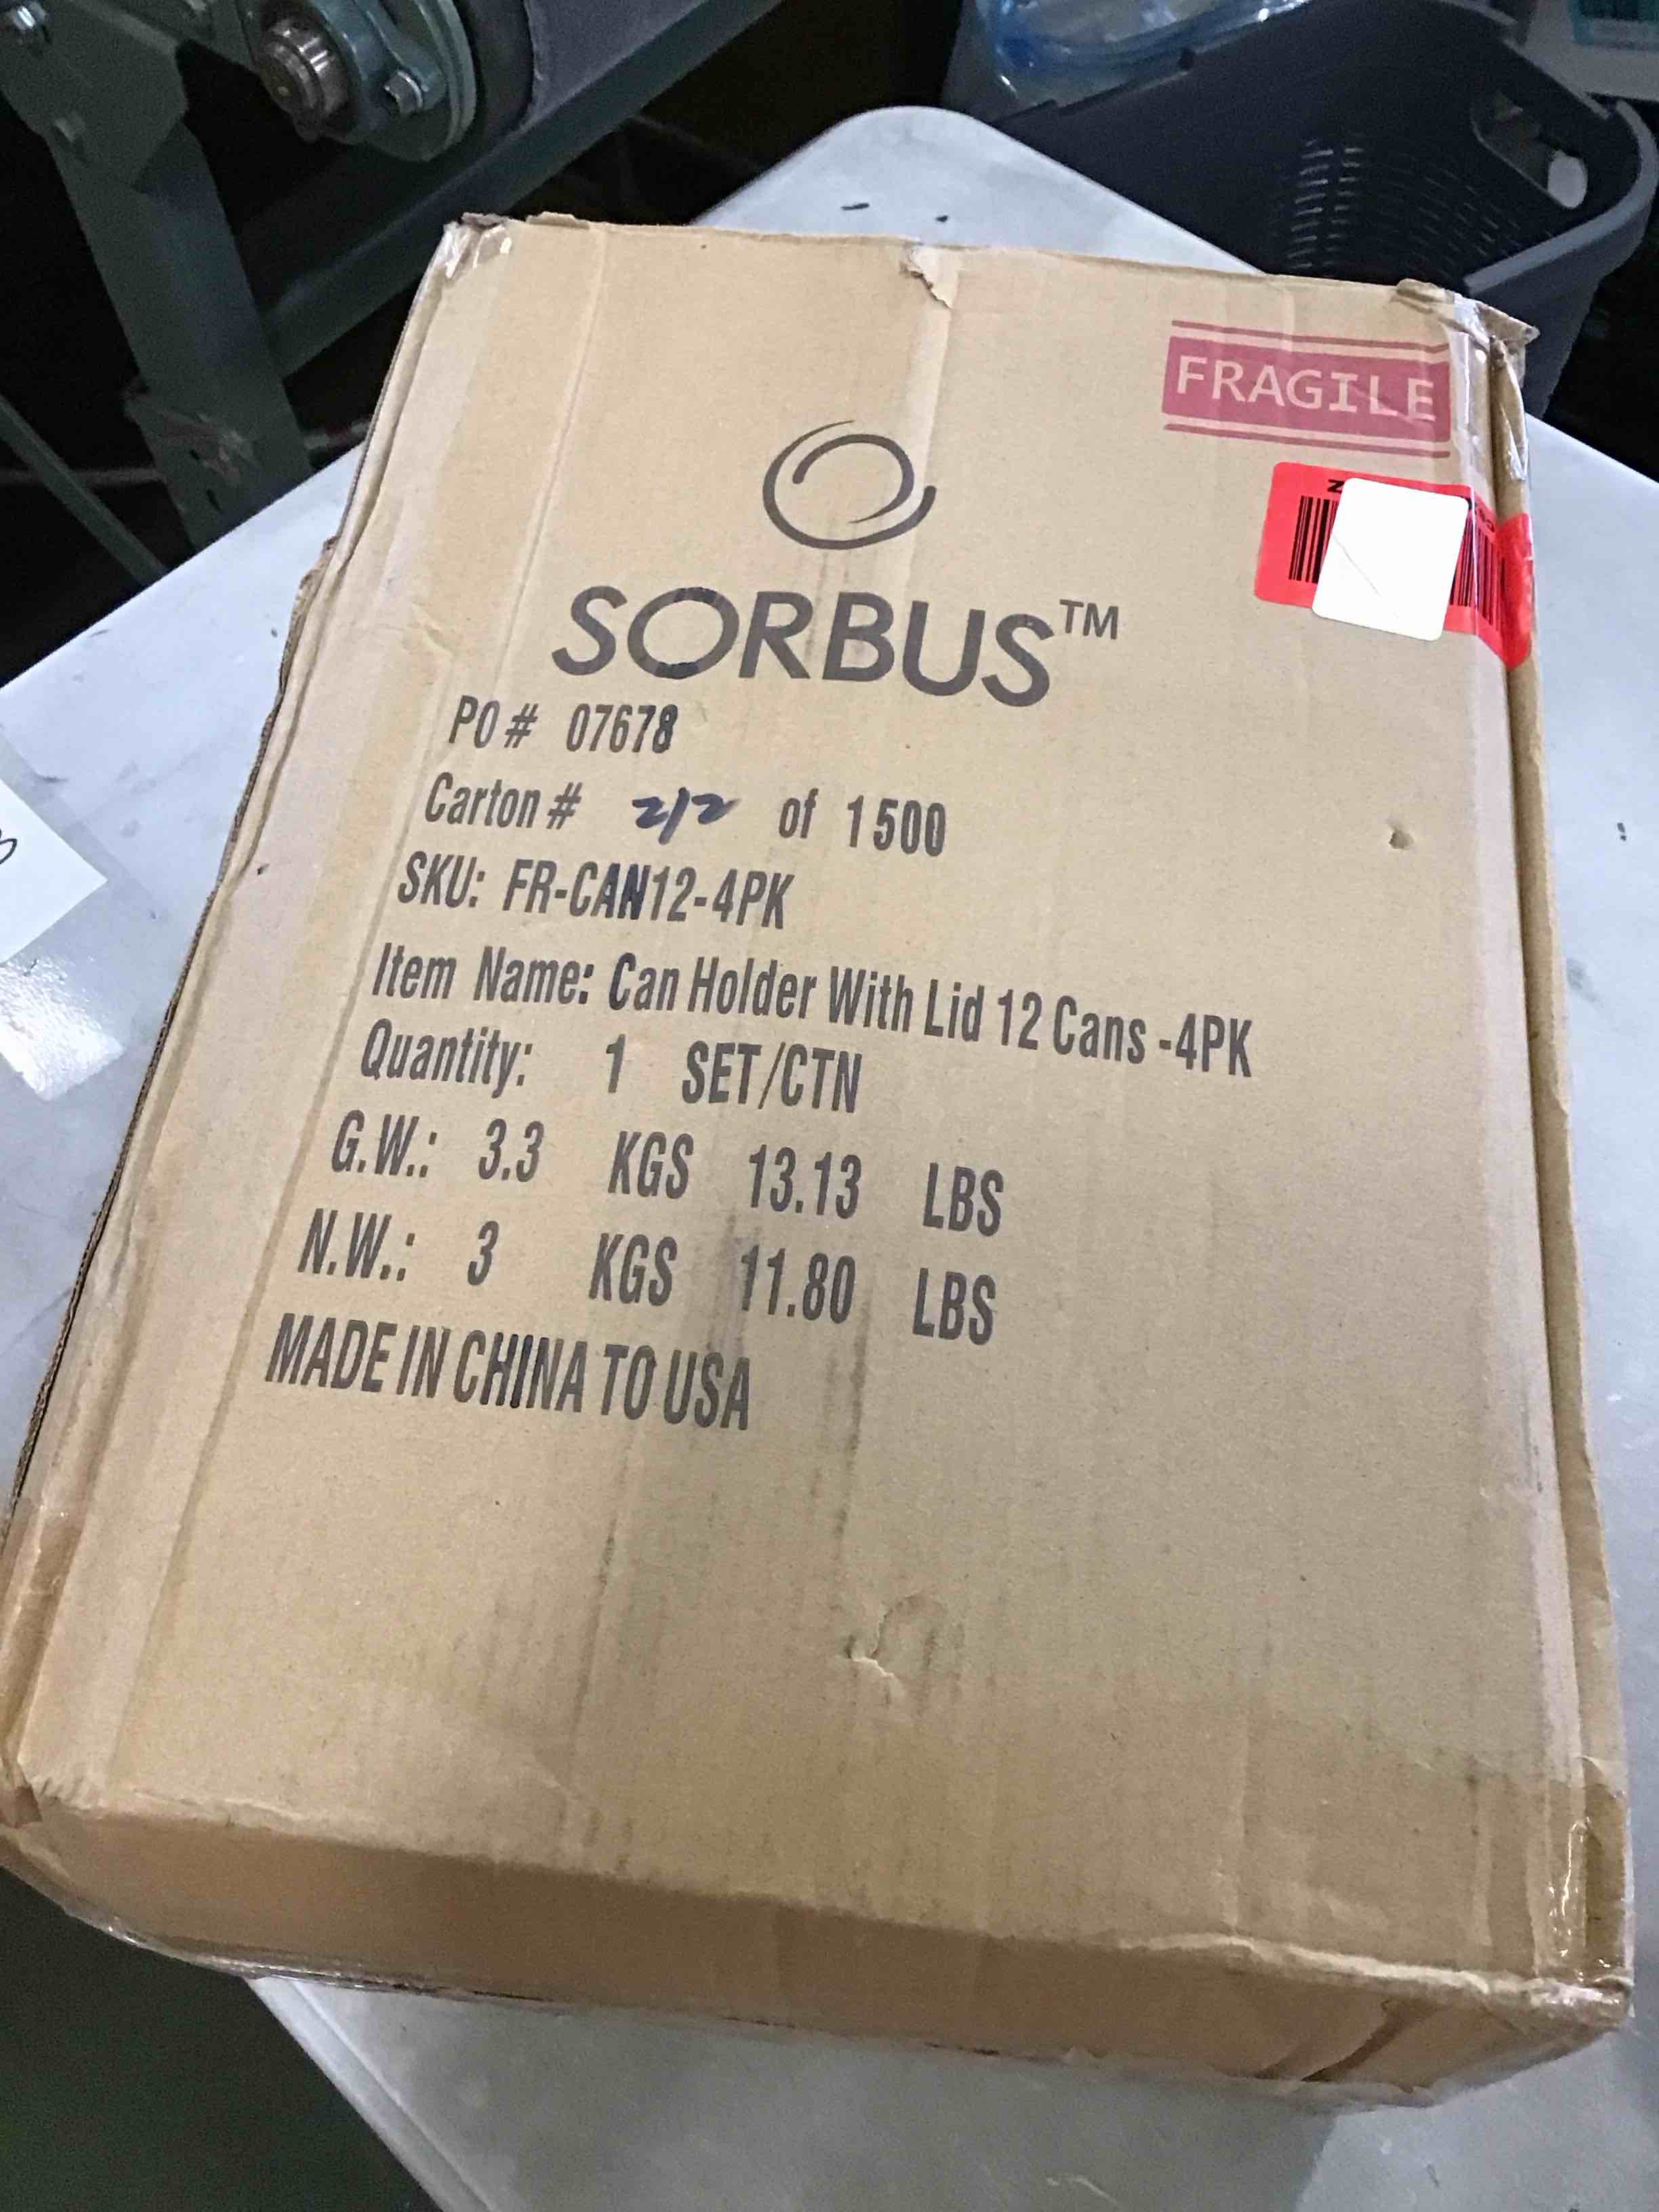 FRAGILE
SORBUS™
PO # 07678
Carton # 212 of 1500
SKU: FR-CAN12-4PK
Item Name: Can Holder With Lid 12 Cans -4PK
Quantity: 1 SET/CTN
G.W.: 3.3 KGS 13.13 LBS
N.W.: 3 KGS 11.80 LBS
MADE IN CHINA TO USA